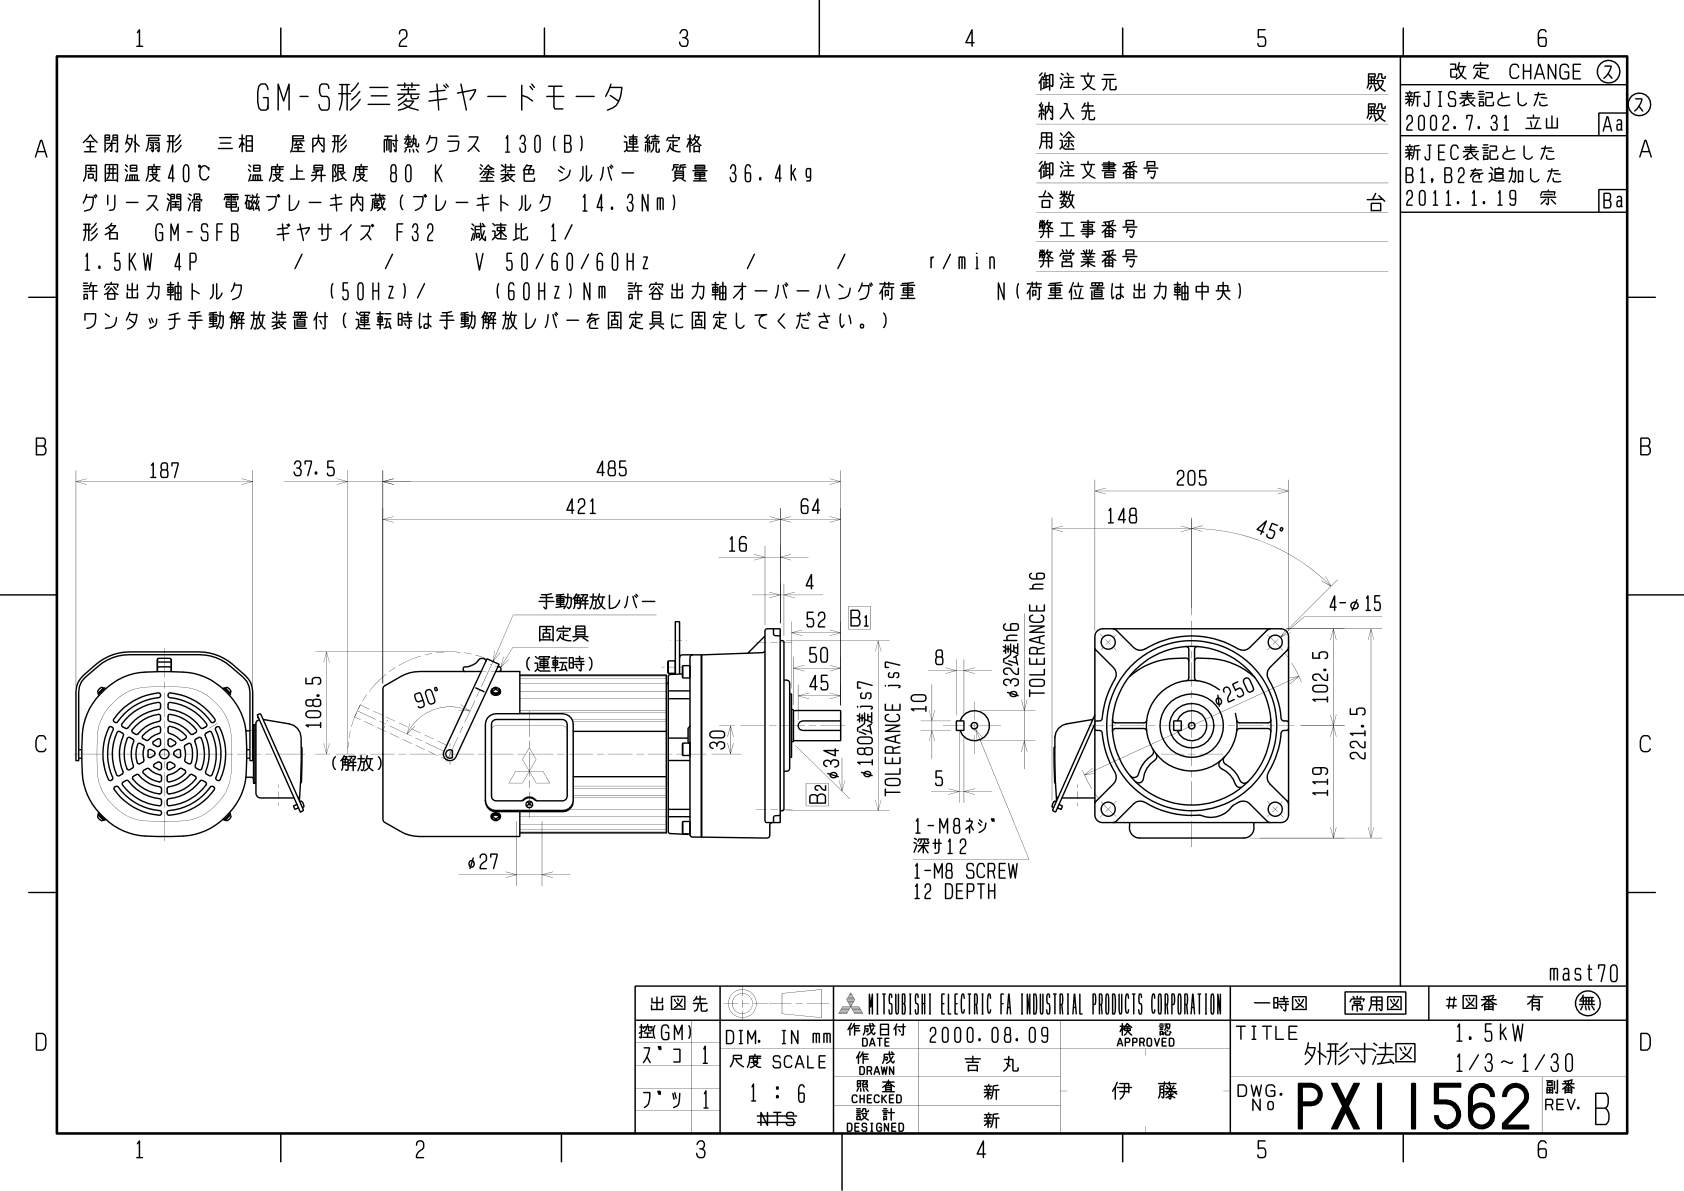 1 2 3 4 5 6
A B C D
A B C D
GM-S形三菱ギヤードモータ
全閉外扇形 三相 屋内形 耐熱クラス 130(B) 連続定格
周囲温度40℃ 温度上昇限度 80 K 塗装色 シルバー 質量 36.4kg
グリース潤滑 電磁ブレーキ内蔵(ブレーキトルク 14.3Nm)
形名 GM-SFB ギヤサイズ F32 減速比 1/
1.5KW 4P / / V 50/60/60Hz / / r/min
許容出力軸トルク (50Hz)/ (60Hz)Nm 許容出力軸オーバーハング荷重 N(荷重位置は出力軸中央)
ワンタッチ手動解放装置付(運転時は手動解放レバーを固定具に固定してください。)
御注文元 殿
納入先 殿
用途
御注文書番号
台数 台
弊工事番号
弊営業番号
改定 CHANGE ス
ス
新JIS表記とした
2002.7.31 立山 Aa
新JEC表記とした
B1,B2を追加した
2011.1.19 宗 Ba
187
37.5
485
421
64
16
4
52 B1
50
45
手動解放レバー
固定具
(運転時)
90°
108.5
(解放)
30
φ27
φ34
B2
φ180公差js7
TOLERANCE js7
8
10
5
φ32公差h6
TOLERANCE h6
1-M8ネジ
深サ12
1-M8 SCREW
12 DEPTH
205
148
45°
4-φ15
φ250
102.5
119
221.5
mast70
出図先
控(GM)
ズコ 1
ブツ 1
DIM. IN mm
尺度 SCALE
1 : 6
NTS
MITSUBISHI ELECTRIC FA INDUSTRIAL PRODUCTS CORPORATION
作成日付 DATE 2000.08.09
作成 DRAWN 吉丸
照査 CHECKED 新
設計 DESIGNED 新
検認 APPROVED
伊藤
一時図 常用図 #図番 有 無
TITLE 1.5kW
外形寸法図 1/3~1/30
DWG. No PX11562 副番 REV. B
1 2 3 4 5 6